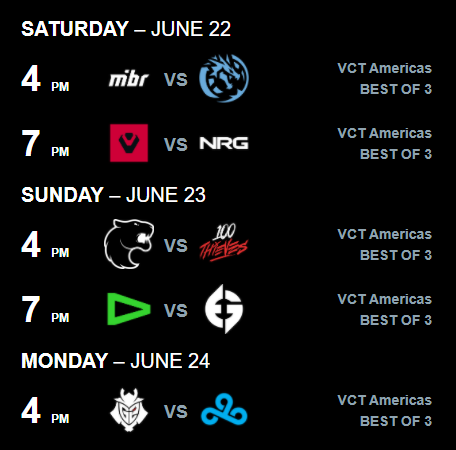 SATURDAY – JUNE 22
4 PM mibr VS VCT Americas
BEST OF 3
7 PM VS NRG VCT Americas
BEST OF 3
SUNDAY – JUNE 23
4 PM VS 100 THIEVES VCT Americas
BEST OF 3
7 PM VS VCT Americas
BEST OF 3
MONDAY – JUNE 24
4 PM VS VCT Americas
BEST OF 3